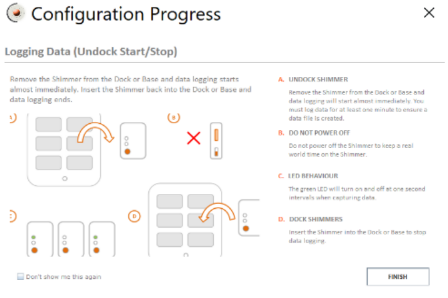 Configuration Progress
Logging Data (Undock Start/Stop)
Remove the Shimmer from the Dock or Base and data logging starts
almost immediately. Insert the Shimmer back into the Dock or Base and
data logging ends.
A. UNDOCK SHIMMER
Remove the Shimmer from the Dock or Base and
data logging will start almost immediately. You
must log data for at least one minute to ensure a
data file is created.
B. DO NOT POWER OFF
Do not power off the Shimmer to keep a real
world time on the Shimmer.
C. LED BEHAVIOUR
The green LED will turn on and off at one second
intervals when capturing data.
D. DOCK SHIMMERS
Insert the Shimmer into the Dock or Base to stop
data logging.
A
B
C
D
Don't show me this again
FINISH